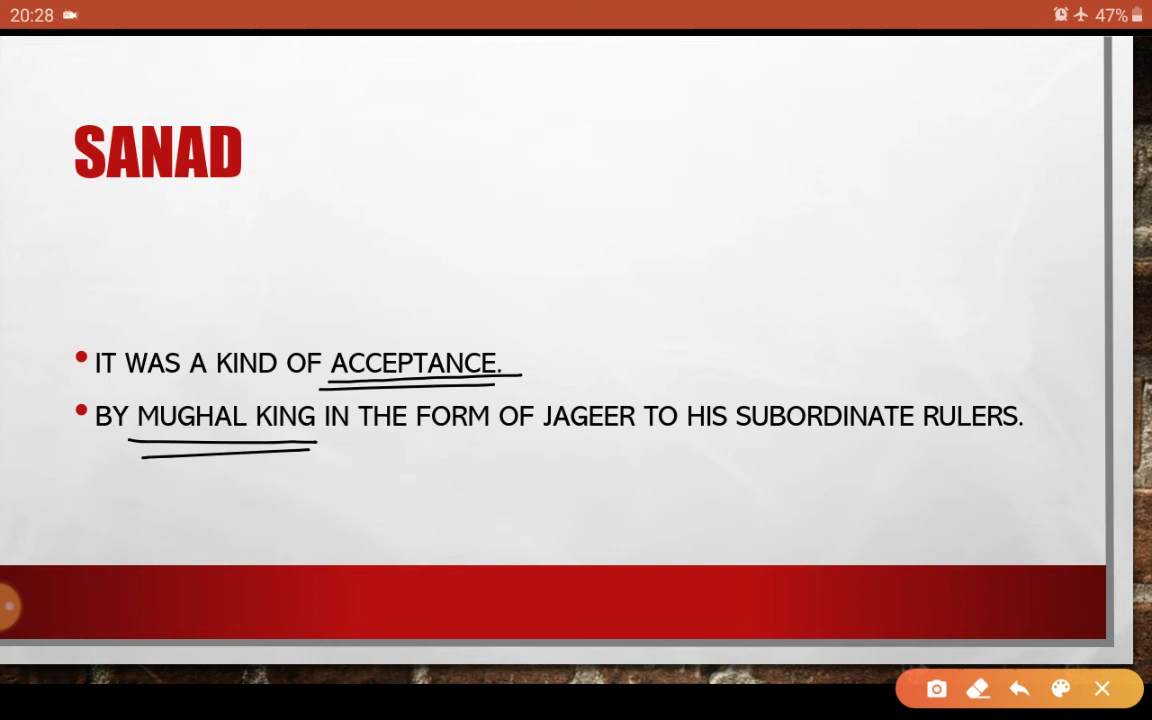 20:28
47%
SANAD
• IT WAS A KIND OF ACCEPTANCE.
• BY MUGHAL KING IN THE FORM OF JAGEER TO HIS SUBORDINATE RULERS.